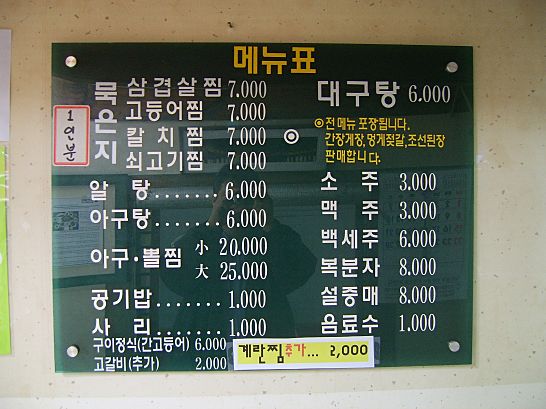 메뉴표
1인분
묵은지
삼겹살찜 7.000
고등어찜 7.000
칼치찜 7.000
쇠고기찜 7.000
알탕....... 6.000
아구탕....... 6.000
아구·뽈찜 小 20.000
大 25.000
공기밥....... 1.000
사리....... 1.000
구이정식(간고등어) 6.000
고갈비(추가) 2.000
대구탕 6.000
◎전메뉴 포장됩니다.
간장게장, 멍게젖갈, 조선된장
판매합니다.
소주 3.000
맥주 3.000
백세주 6.000
복분자 8.000
설중매 8.000
음료수 1.000
계란찜추가... 2,000